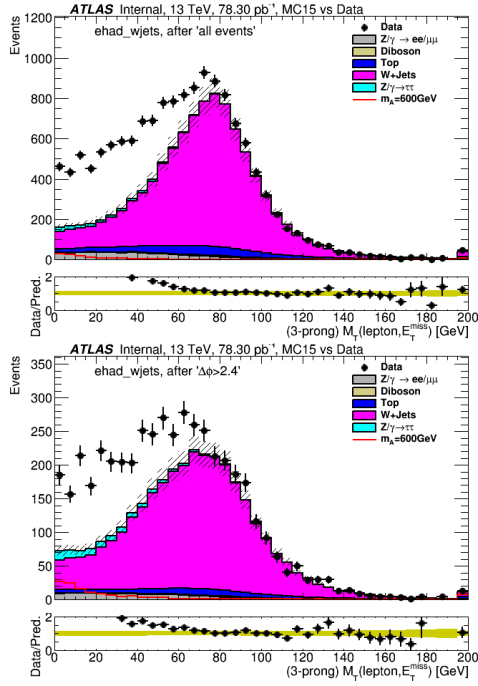 ATLAS Internal, 13 TeV, 78.30 pb⁻¹, MC15 vs Data
Events
1200
1000
800
600
400
200
0
ehad_wjets, after 'all events'
Data
Z/γ → ee/μμ
Diboson
Top
W+Jets
Z/γ→ττ
m_A=600GeV
Data/Pred.
2
0
0 20 40 60 80 100 120 140 160 180 200
(3-prong) M_T(lepton,E_T^miss) [GeV]
ATLAS Internal, 13 TeV, 78.30 pb⁻¹, MC15 vs Data
Events
350
300
250
200
150
100
50
0
ehad_wjets, after 'Δϕ>2.4'
Data
Z/γ → ee/μμ
Diboson
Top
W+Jets
Z/γ→ττ
m_A=600GeV
Data/Pred.
2
1
0
0 20 40 60 80 100 120 140 160 180 200
(3-prong) M_T(lepton,E_T^miss) [GeV]